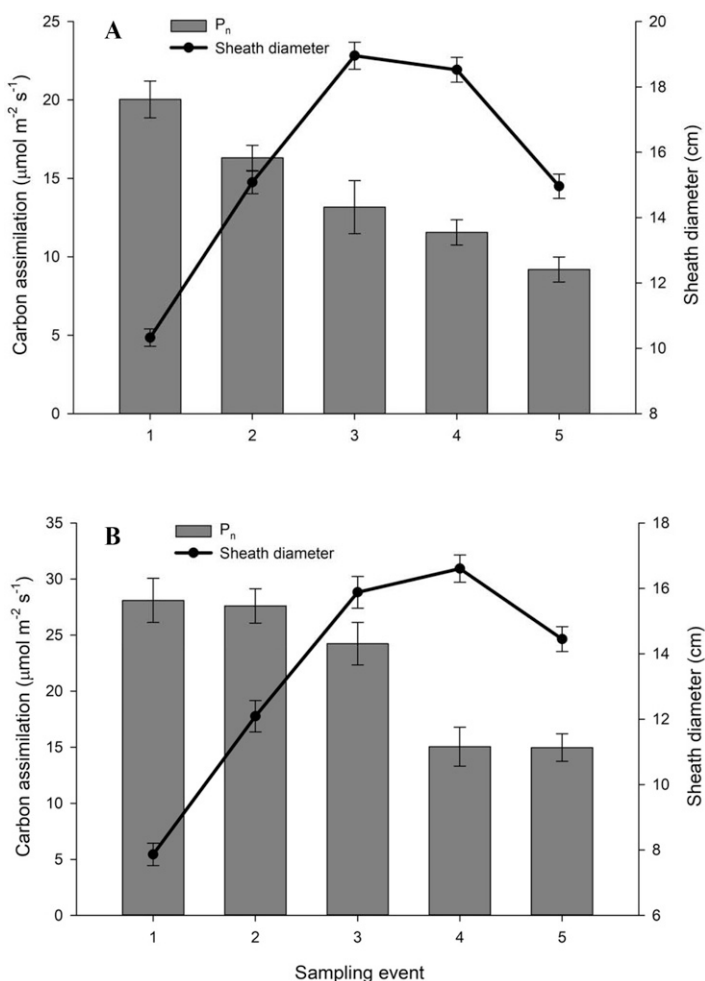 A
Pn
Sheath diameter
Carbon assimilation (μmol m-2 s-1)
25
20
15
10
5
0
20
18
16
14
12
10
8
Sheath diameter (cm)
1 2 3 4 5
B
Pn
Sheath diameter
Carbon assimilation (μmol m-2 s-1)
35
30
25
30
15
10
5
0
18
16
14
12
10
8
6
Sheath diameter (cm)
1 2 3 4 5
Sampling event